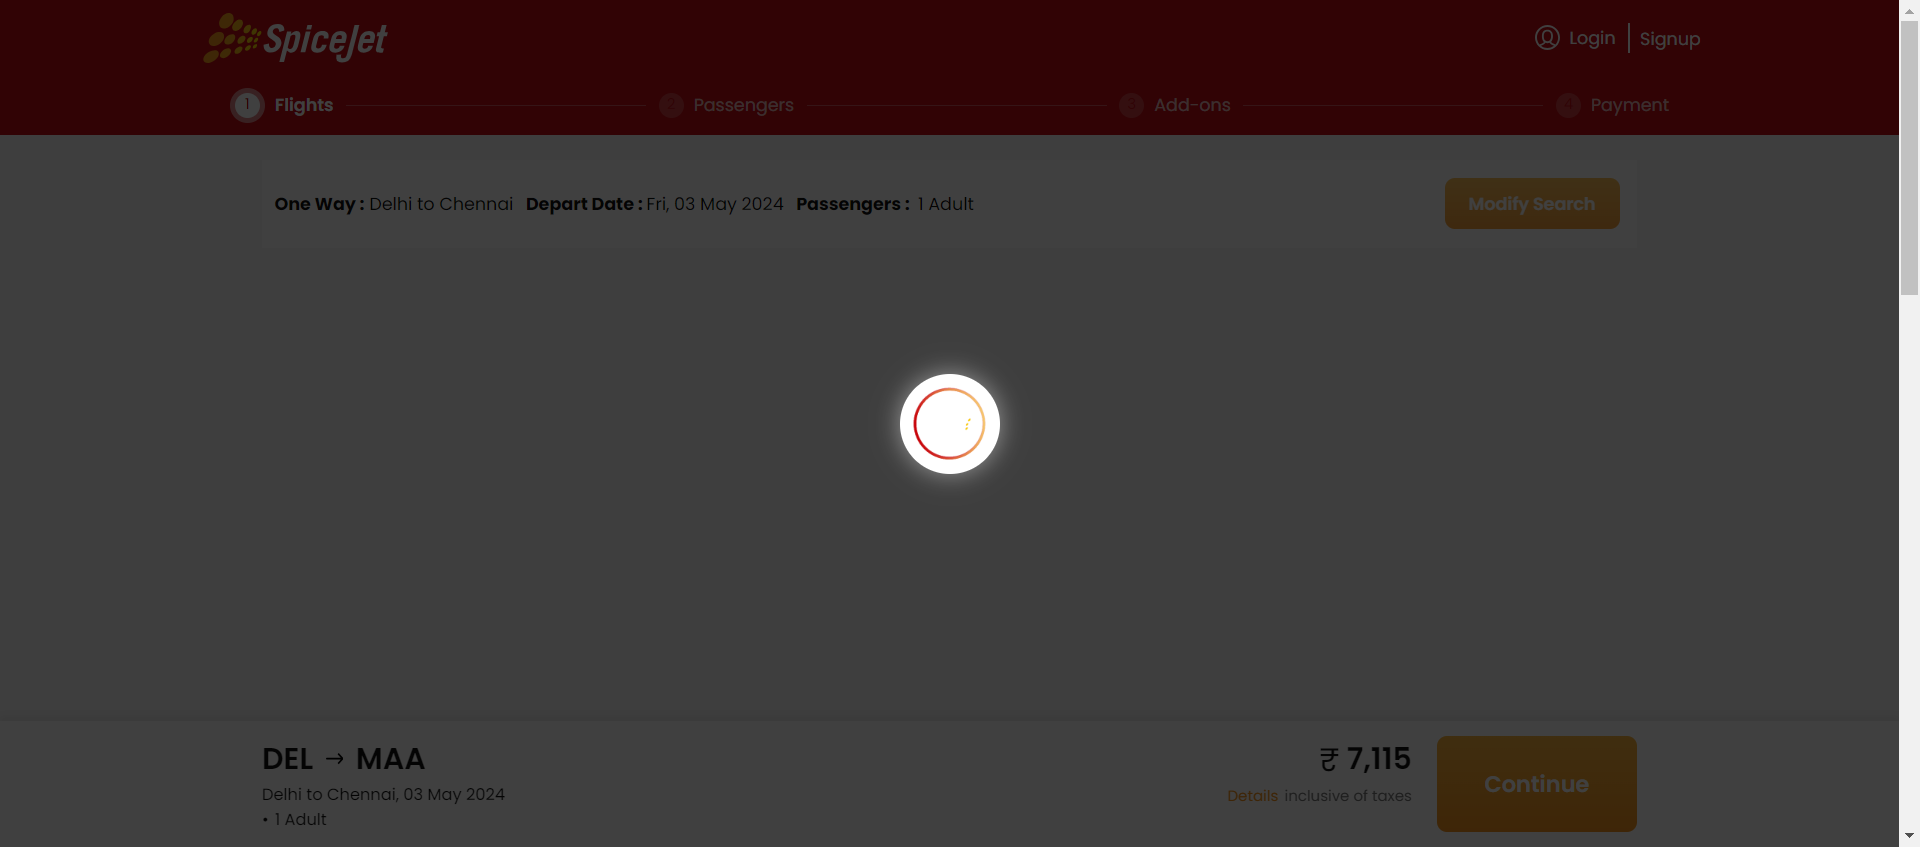 SpiceJet
Login
Signup
1 Flights
2 Passengers
3 Add-ons
4 Payment
One Way : Delhi to Chennai Depart Date : Fri, 03 May 2024 Passengers : 1 Adult
Modify Search
DEL → MAA
Delhi to Chennai, 03 May 2024
• 1 Adult
₹ 7,115
Details inclusive of taxes
Continue